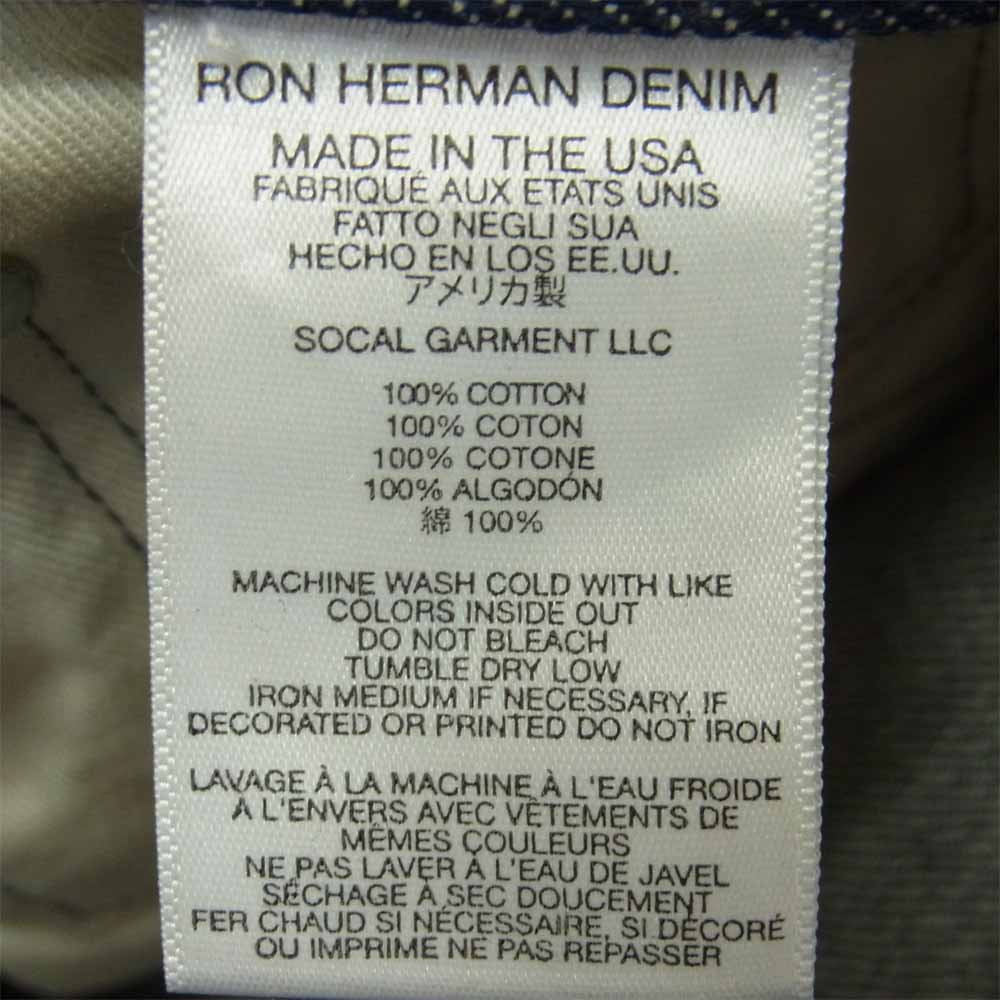 RON HERMAN DENIM
MADE IN THE USA
FABRIQUÉ AUX ETATS UNIS
FATTO NEGLI SUA
HECHO EN LOS EE.UU.
アメリカ製
SOCAL GARMENT LLC
100% COTTON
100% COTON
100% COTONE
100% ALGODÓN
綿 100%
MACHINE WASH COLD WITH LIKE
COLORS INSIDE OUT
DO NOT BLEACH
TUMBLE DRY LOW
IRON MEDIUM IF NECESSARY, IF
DECORATED OR PRINTED DO NOT IRON
LAVAGE À LA MACHINE À L'EAU FROIDE
A L'ENVERS AVEC VÊTEMENTS DE
MÊMES COULEURS
NE PAS LAVER À L'EAU DE JAVEL
SÉCHAGE À SEC DOUCEMENT
FER CHAUD SI NÉCESSAIRE, SI DÉCORÉ
OU IMPRIME NE PAS REPASSER